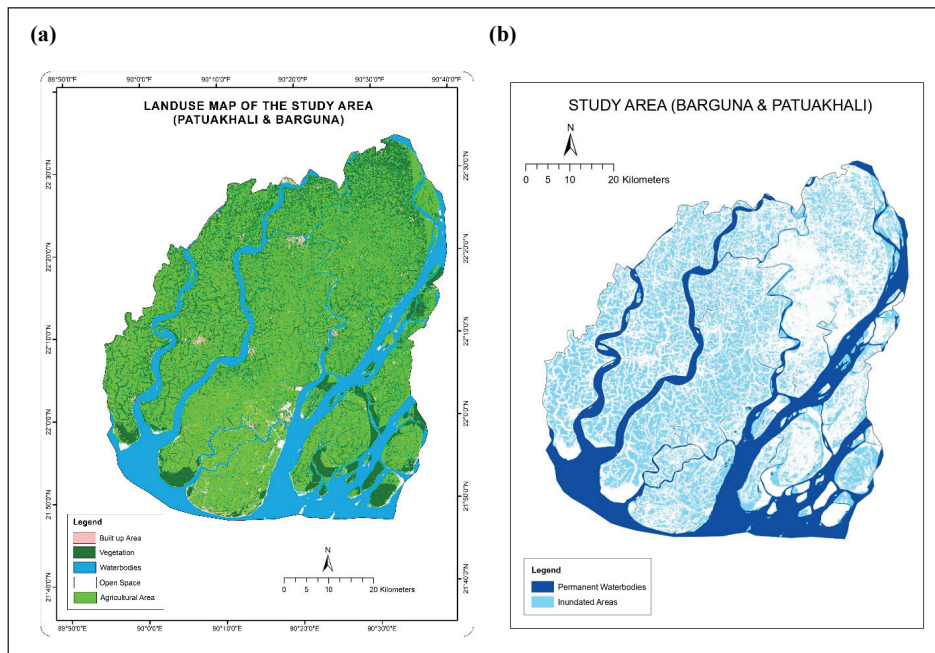 (a)
(b)
89°50'0"E 90°0'0"E 90°10'0"E 90°20'0"E 90°30'0"E 90°40'0"E
LANDUSE MAP OF THE STUDY AREA
(PATUAKHALI & BARGUNA)
22°30'0"N
22°20'0"N
22°10'0"N
22°0'0"N
21°50'0"N
21°40'0"N
22°30'0"N
22°20'0"N
22°10'0"N
22°0'0"N
21°50'0"N
21°40'0"N
Legend
Built up Area
Vegetation
Waterbodies
Open Space
Agricultural Area
N
0 5 10 20 Kilometers
89°50'0"E 90°0'0"E 90°10'0"E 90°20'0"E 90°30'0"E
STUDY AREA (BARGUNA & PATUAKHALI)
N
0 5 10 20 Kilometers
Legend
Permanent Waterbodies
Inundated Areas